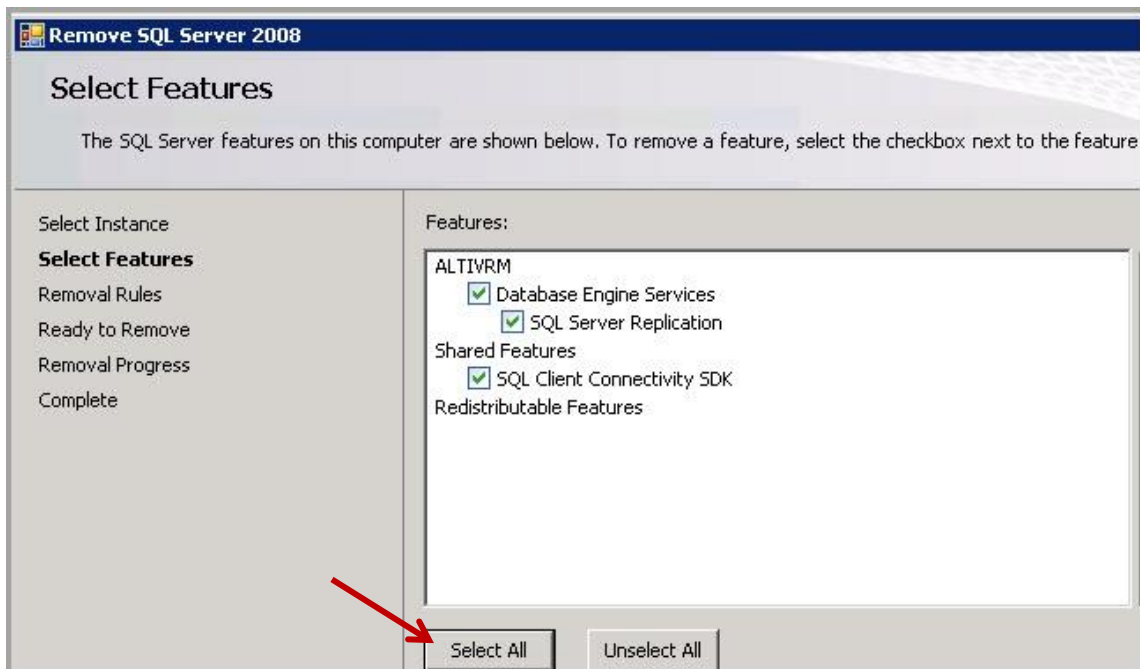 Remove SQL Server 2008
Select Features
The SQL Server features on this computer are shown below. To remove a feature, select the checkbox next to the feature
Select Instance
Select Features
Removal Rules
Ready to Remove
Removal Progress
Complete
Features:
ALTIVRM
Database Engine Services
SQL Server Replication
Shared Features
SQL Client Connectivity SDK
Redistributable Features
Select All
Unselect All